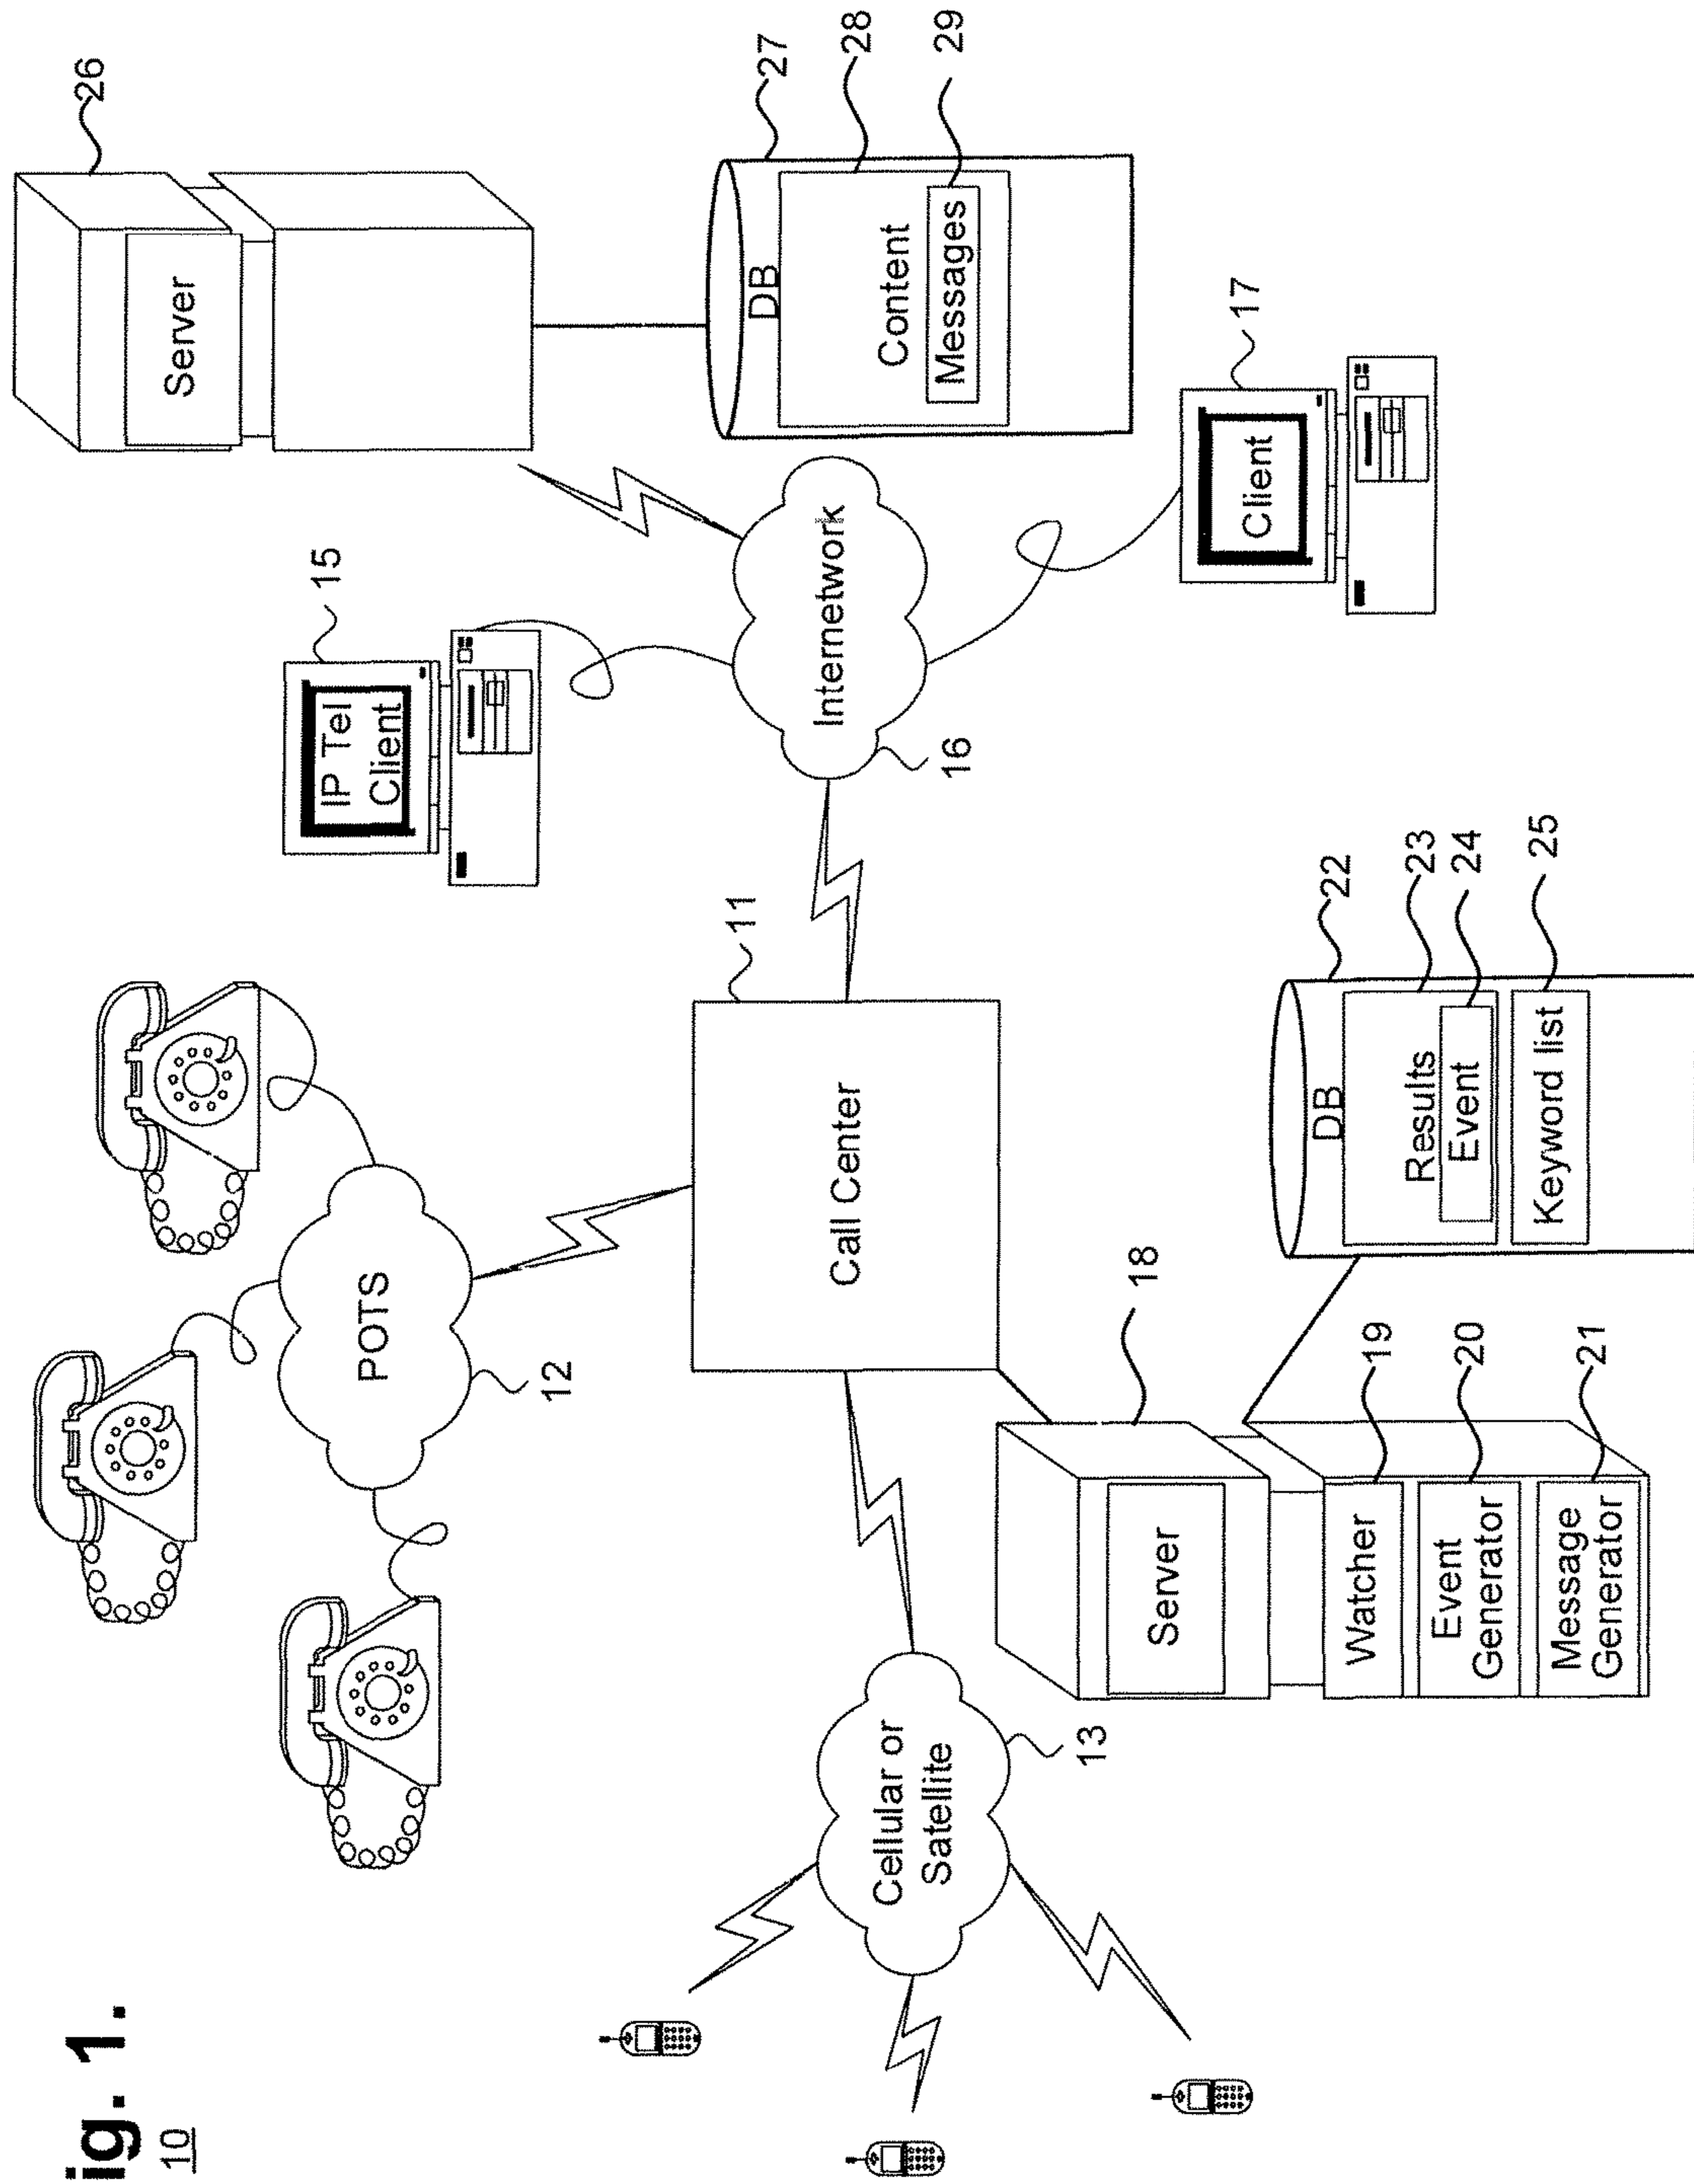 ig. 1.
10
26
Server
27
28
29
DB
Content
Messages
15
IP Tel
Client
Internetwork
16
17
Client
POTS
12
11
Call Center
Cellular or
Satellite
13
18
Server
19
Watcher
20
Event
Generator
21
Message
Generator
22
23
24
25
DB
Results
Event
Keyword list